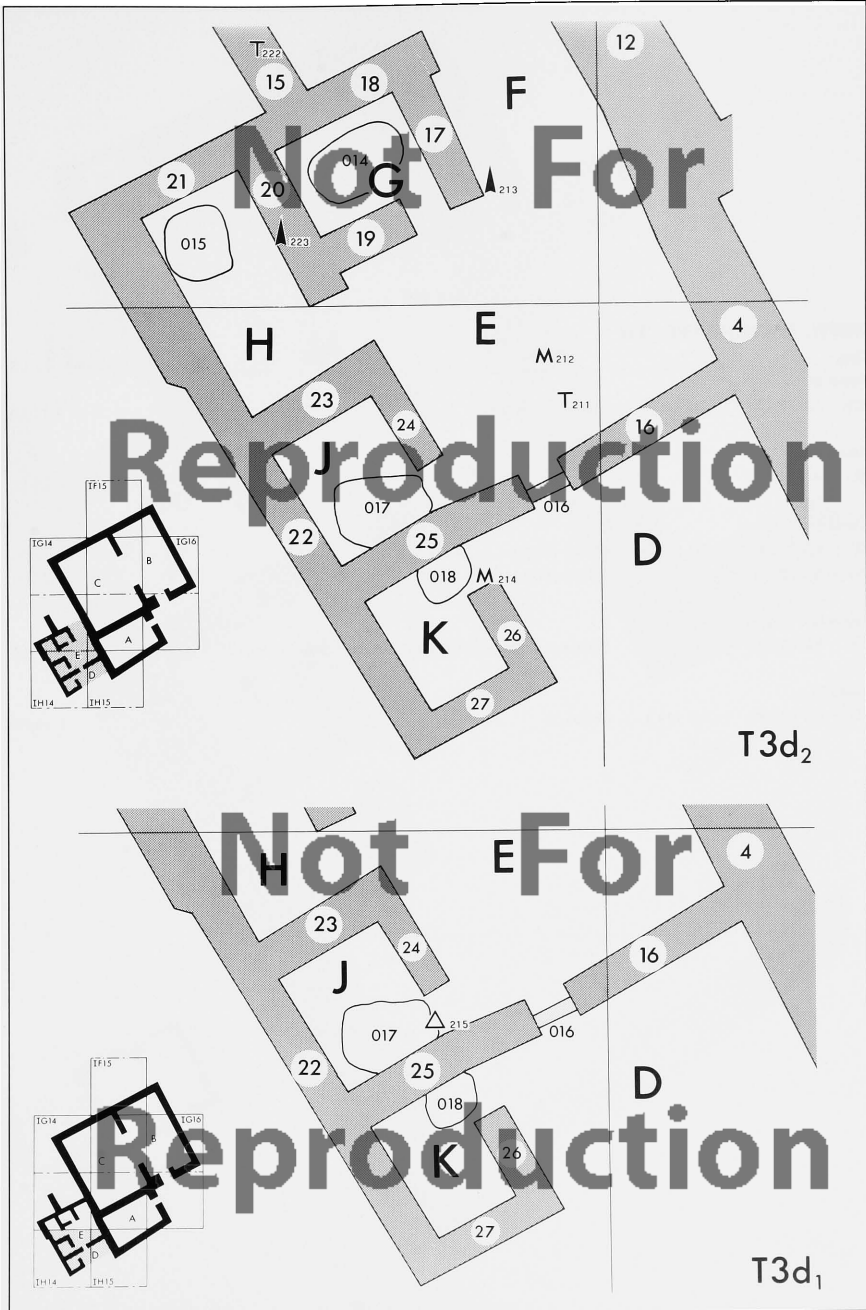 T222
12
15
18
F
17
Not For
014
21
20
G
213
015
223
19
4
H
E
M212
23
T211
24
16
Reproduction
J
IF15
017
016
22
25
IG14
IG16
B
D
018
M214
C
K
26
A
E
D
27
IH14
IH15
T3d2
Not For
H
E
4
23
24
16
J
215
017
016
22
25
IF15
018
D
IG14
IG16
B
Reproduction
C
K
26
A
E
27
D
IH14
IH15
T3d1